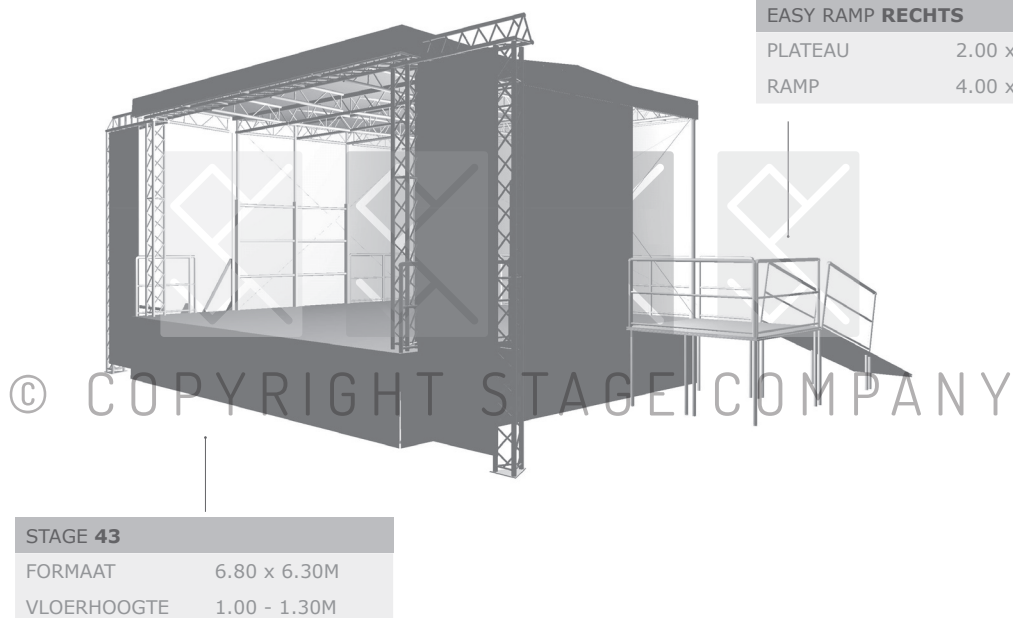 EASY RAMP RECHTS
PLATEAU 2.00 x
RAMP 4.00 x
© COPYRIGHT STAGE COMPANY
STAGE 43
FORMAAT 6.80 x 6.30M
VLOERHOOGTE 1.00 - 1.30M